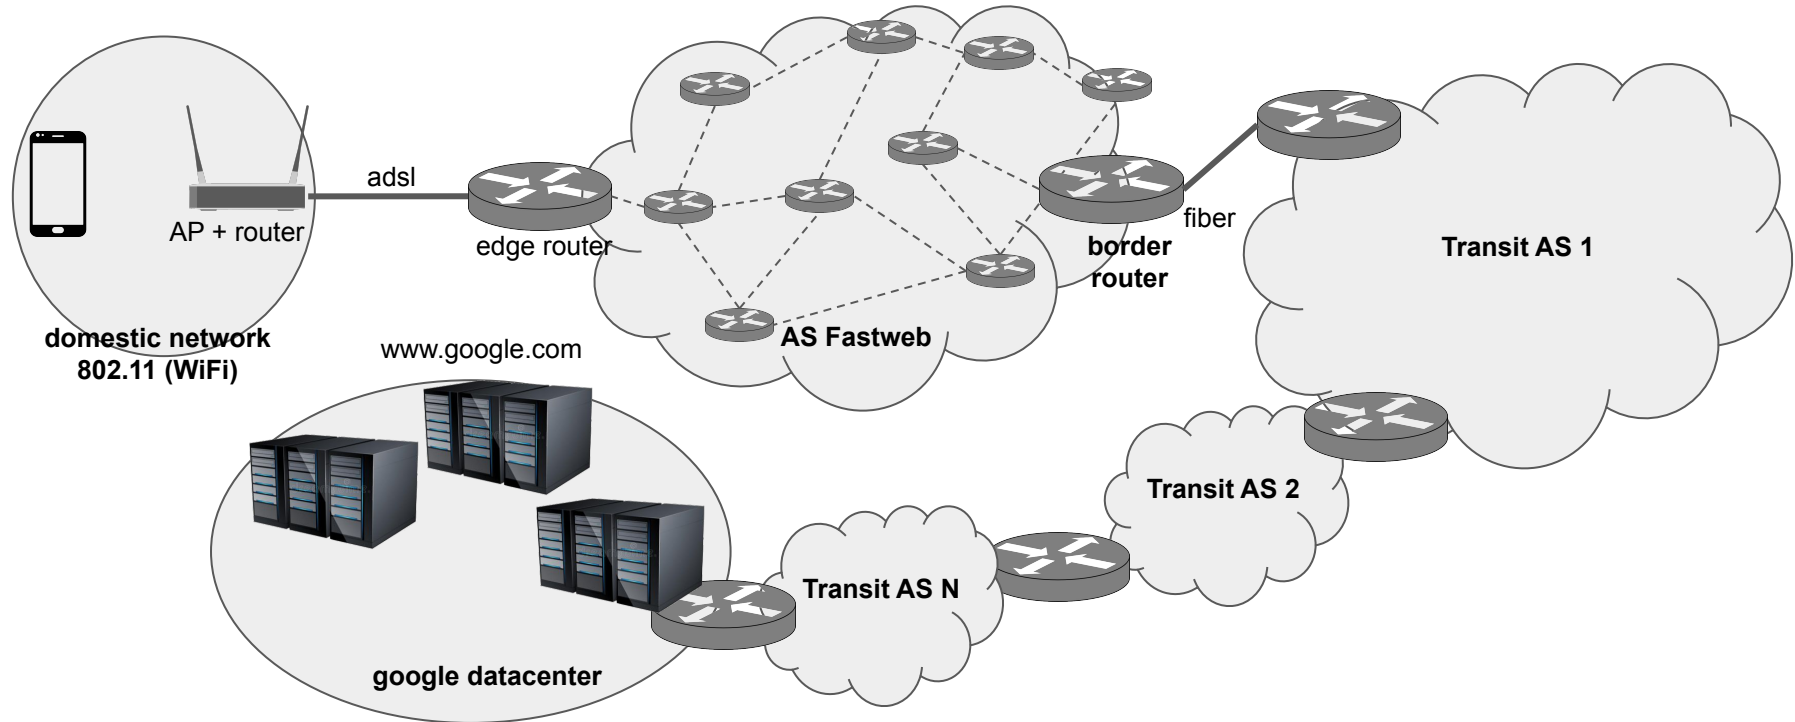 adsl
AP + router
edge router
fiber
border
router
Transit AS 1
domestic network
802.11 (WiFi)
AS Fastweb
www.google.com
Transit AS 2
Transit AS N
google datacenter